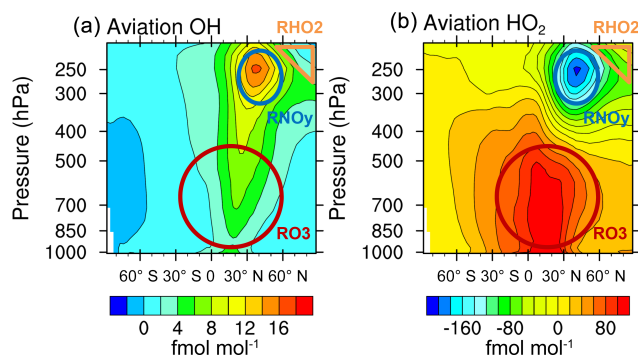 (a) Aviation OH
RHO2
250
300
400
500
700
850
1000
Pressure (hPa)
RNOy
RO3
60° S 30° S 0 30° N 60° N
0 4 8 12 16
fmol mol⁻¹
(b) Aviation HO₂
RHO2
250
300
400
500
700
850
1000
Pressure (hPa)
RNOy
RO3
60° S 30° S 0 30° N 60° N
-160 -80 0 80
fmol mol⁻¹